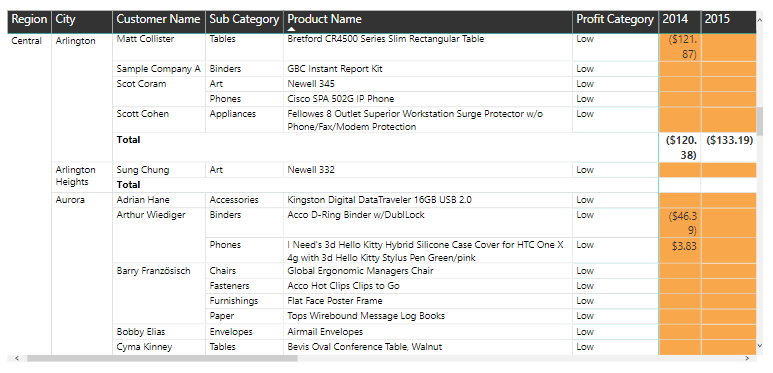 Region City Customer Name Sub Category Product Name Profit Category 2014 2015
Central Arlington Matt Collister Tables Bretford CR4500 Series Slim Rectangular Table Low ($121.
87)
Sample Company A Binders GBC Instant Report Kit Low
Scot Coram Art Newell 345 Low
Phones Cisco SPA 502G IP Phone Low
Scott Cohen Appliances Fellowes 8 Outlet Superior Workstation Surge Protector w/o Low
Phone/Fax/Modem Protection
Total ($120. ($133.19)
38)
Arlington Sung Chung Art Newell 332 Low
Heights Total
Aurora Adrian Hane Accessories Kingston Digital DataTraveler 16GB USB 2.0 Low
Arthur Wiediger Binders Acco D-Ring Binder w/DublLock Low ($46.3
9)
Phones I Need's 3d Hello Kitty Hybrid Silicone Case Cover for HTC One X Low $3.83
4g with 3d Hello Kitty Stylus Pen Green/pink
Barry Französisch Chairs Global Ergonomic Managers Chair Low
Fasteners Acco Hot Clips Clips to Go Low
Furnishings Flat Face Poster Frame Low
Paper Tops Wirebound Message Log Books Low
Bobby Elias Envelopes Airmail Envelopes Low
Cyma Kinney Tables Bevis Oval Conference Table, Walnut Low